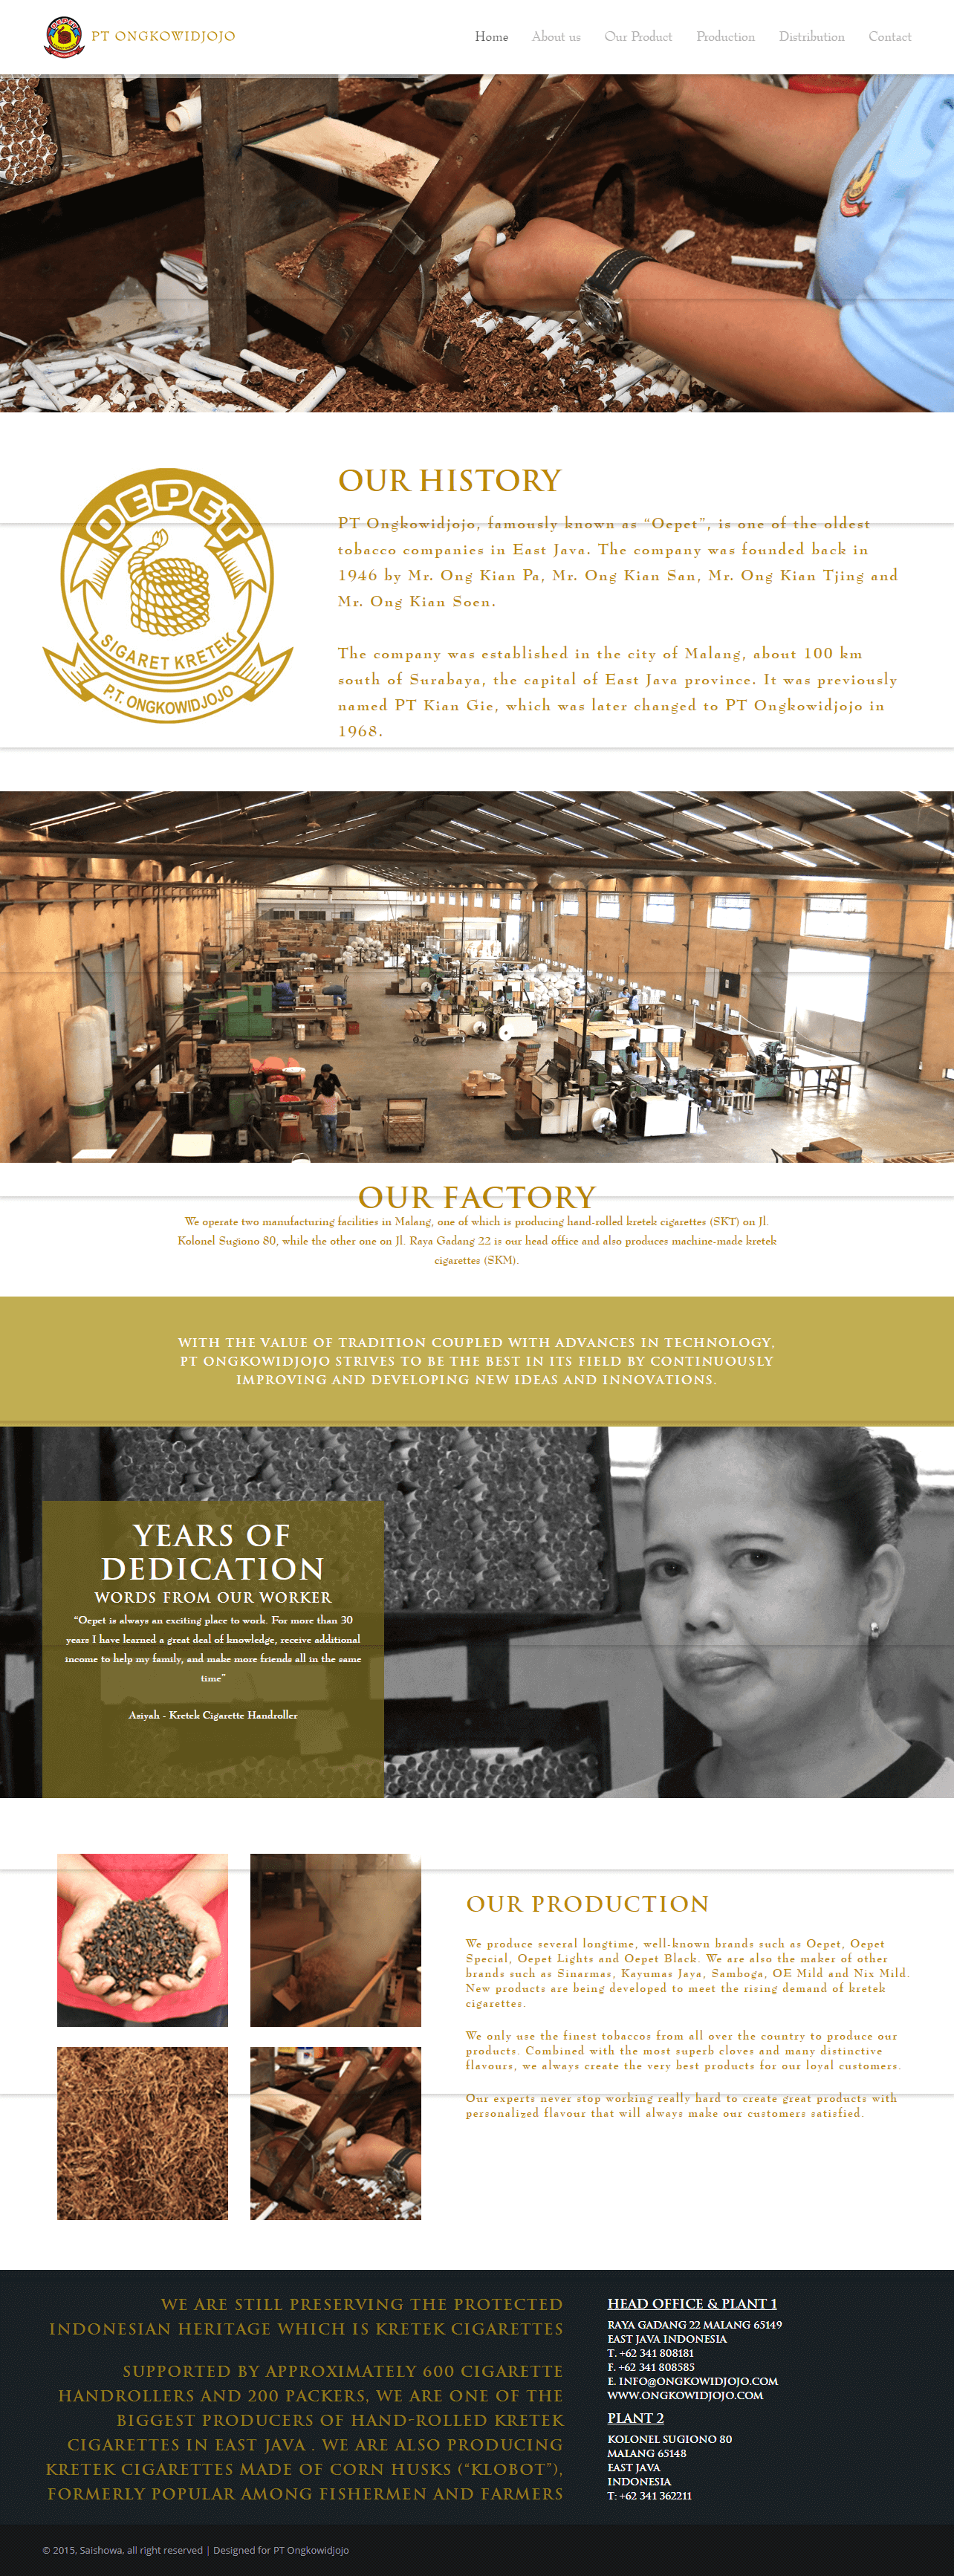 OEPET
PT ONGKOWIDJOJO
Home About us Our Product Production Distribution Contact
OUR HISTORY
OEPET
SIGARET KRETEK
P.T. ONGKOWIDJOJO
PT Ongkowidjojo, famously known as “Oepet”, is one of the oldest
tobacco companies in East Java. The company was founded back in
1946 by Mr. Ong Kian Pa, Mr. Ong Kian San, Mr. Ong Kian Tjing and
Mr. Ong Kian Soen.
The company was established in the city of Malang, about 100 km
south of Surabaya, the capital of East Java province. It was previously
named PT Kian Gie, which was later changed to PT Ongkowidjojo in
1968.
OUR FACTORY
We operate two manufacturing facilities in Malang, one of which is producing hand-rolled kretek cigarettes (SKT) on Jl.
Kolonel Sugiono 80, while the other one on Jl. Raya Gadang 22 is our head office and also produces machine-made kretek
cigarettes (SKM).
WITH THE VALUE OF TRADITION COUPLED WITH ADVANCES IN TECHNOLOGY,
PT ONGKOWIDJOJO STRIVES TO BE THE BEST IN ITS FIELD BY CONTINUOUSLY
IMPROVING AND DEVELOPING NEW IDEAS AND INNOVATIONS.
YEARS OF
DEDICATION
WORDS FROM OUR WORKER
“Oepet is always an exciting place to work. For more than 30
years I have learned a great deal of knowledge, receive additional
income to help my family, and make more friends all in the same
time”
Asiyah - Kretek Cigarette Handroller
OUR PRODUCTION
We produce several longtime, well-known brands such as Oepet, Oepet
Special, Oepet Lights and Oepet Black. We are also the maker of other
brands such as Sinarmas, Kayumas Jaya, Samboga, OE Mild and Nix Mild.
New products are being developed to meet the rising demand of kretek
cigarettes.
We only use the finest tobaccos from all over the country to produce our
products. Combined with the most superb cloves and many distinctive
flavours, we always create the very best products for our loyal customers.
Our experts never stop working really hard to create great products with
personalized flavour that will always make our customers satisfied.
WE ARE STILL PRESERVING THE PROTECTED
INDONESIAN HERITAGE WHICH IS KRETEK CIGARETTES
SUPPORTED BY APPROXIMATELY 600 CIGARETTE
HANDROLLERS AND 200 PACKERS, WE ARE ONE OF THE
BIGGEST PRODUCERS OF HAND-ROLLED KRETEK
CIGARETTES IN EAST JAVA . WE ARE ALSO PRODUCING
KRETEK CIGARETTES MADE OF CORN HUSKS (“KLOBOT”),
FORMERLY POPULAR AMONG FISHERMEN AND FARMERS
HEAD OFFICE & PLANT 1
RAYA GADANG 22 MALANG 65149
EAST JAVA INDONESIA
T. +62 341 808181
F. +62 341 808585
E. INFO@ONGKOWIDJOJO.COM
WWW.ONGKOWIDJOJO.COM
PLANT 2
KOLONEL SUGIONO 80
MALANG 65148
EAST JAVA
INDONESIA
T: +62 341 362211
© 2015, Saishowa, all right reserved | Designed for PT Ongkowidjojo